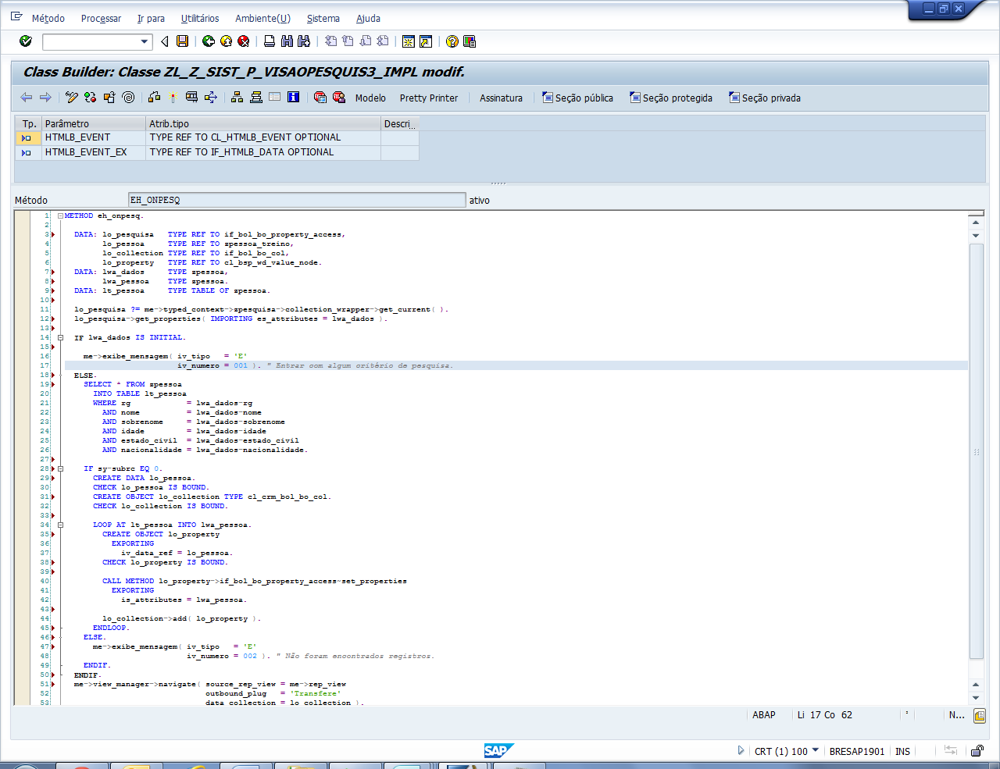 Método Processar Ir para Utilitários Ambiente(U) Sistema Ajuda
Class Builder: Classe ZL_Z_SIST_P_VISAOPESQUIS3_IMPL modif.
Modelo Pretty Printer Assinatura Seção pública Seção protegida Seção privada
Tp. Parâmetro Atrib.tipo Descri...
HTMLB_EVENT TYPE REF TO CL_HTMLB_EVENT OPTIONAL
HTMLB_EVENT_EX TYPE REF TO IF_HTMLB_DATA OPTIONAL
Método EH_ONPESQ ativo
1 METHOD eh_onpesq.
2
3 DATA: lo_pesquisa TYPE REF TO if_bol_bo_property_access,
4 lo_pessoa TYPE REF TO zpessoa_treino,
5 lo_collection TYPE REF TO if_bol_bo_col,
6 lo_property TYPE REF TO cl_bsp_wd_value_node.
7 DATA: lwa_dados TYPE zpessoa,
8 lwa_pessoa TYPE zpessoa.
9 DATA: lt_pessoa TYPE TABLE OF zpessoa.
10
11 lo_pesquisa ?= me->typed_context->zpesquisa->collection_wrapper->get_current( ).
12 lo_pesquisa->get_properties( IMPORTING es_attributes = lwa_dados ).
13
14 IF lwa_dados IS INITIAL.
15
16 me->exibe_mensagem( iv_tipo = 'E'
17 iv_numero = 001 ). " Entrar com algum critério de pesquisa.
18 ELSE.
19 SELECT * FROM zpessoa
20 INTO TABLE lt_pessoa
21 WHERE rg = lwa_dados-rg
22 AND nome = lwa_dados-nome
23 AND sobrenome = lwa_dados-sobrenome
24 AND idade = lwa_dados-idade
25 AND estado_civil = lwa_dados-estado_civil
26 AND nacionalidade = lwa_dados-nacionalidade.
27
28 IF sy-subrc EQ 0.
29 CREATE DATA lo_pessoa.
30 CHECK lo_pessoa IS BOUND.
31 CREATE OBJECT lo_collection TYPE cl_crm_bol_bo_col.
32 CHECK lo_collection IS BOUND.
33
34 LOOP AT lt_pessoa INTO lwa_pessoa.
35 CREATE OBJECT lo_property
36 EXPORTING
37 iv_data_ref = lo_pessoa.
38 CHECK lo_property IS BOUND.
39
40 CALL METHOD lo_property->if_bol_bo_property_access~set_properties
41 EXPORTING
42 is_attributes = lwa_pessoa.
43
44 lo_collection->add( lo_property ).
45 ENDLOOP.
46 ELSE.
47 me->exibe_mensagem( iv_tipo = 'E'
48 iv_numero = 002 ). " Não foram encontrados registros.
49 ENDIF.
50 ENDIF.
51 me->view_manager->navigate( source_rep_view = me->rep_view
52 outbound_plug = 'Transfere'
53 data_collection = lo_collection ).
ABAP Li 17 Co 62 N...
SAP
CRT (1) 100 BRESAP1901 INS